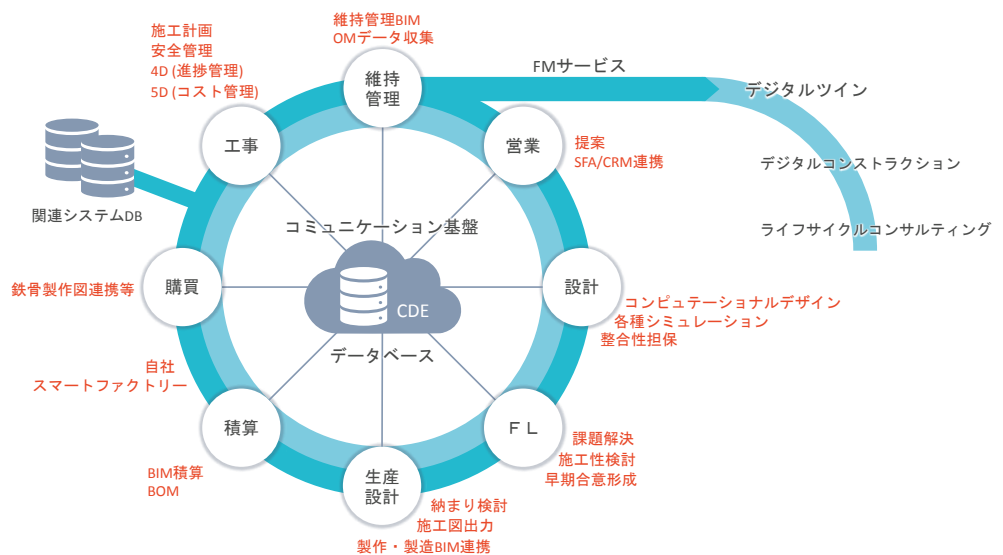 維持管理BIM
OMデータ収集
施工計画
安全管理
4D (進捗管理)
5D (コスト管理)
維持
管理
FMサービス
デジタルツイン
デジタルコンストラクション
ライフサイクルコンサルティング
工事
営業
提案
SFA/CRM連携
関連システムDB
コミュニケーション基盤
CDE
データベース
購買
鉄骨製作図連携等
設計
コンピュテーショナルデザイン
各種シミュレーション
整合性担保
自社
スマートファクトリー
積算
BIM積算
BOM
ＦＬ
課題解決
施工性検討
早期合意形成
生産
設計
納まり検討
施工図出力
製作・製造BIM連携